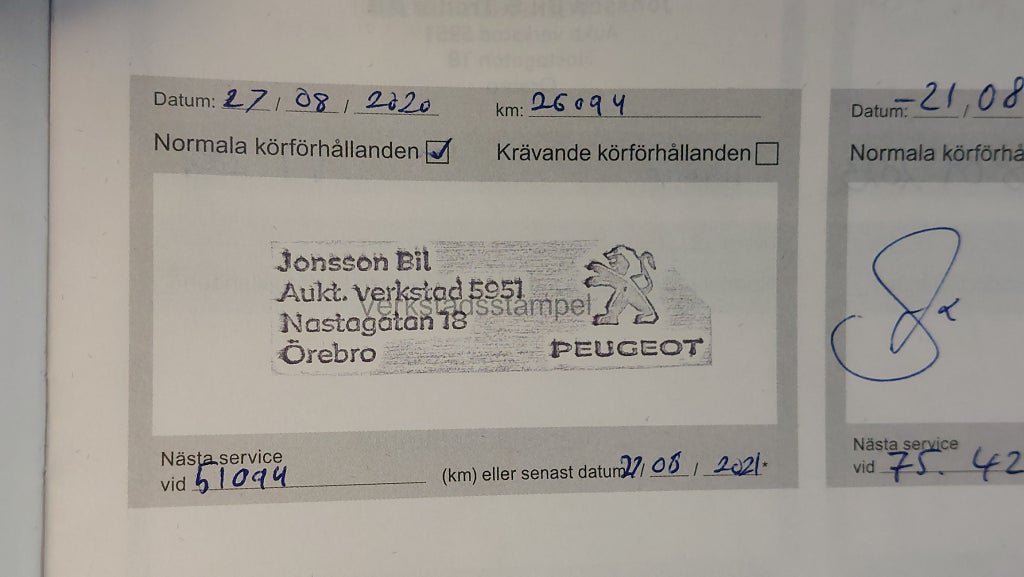 Datum: 27 / 08 / 2020 km: 26094
Normala körförhållanden Krävande körförhållanden
Jonsson Bil
Aukt. verkstad 5951
Verkstadsstämpel
Nastagatan 18
Örebro
PEUGEOT
Nästa service
vid 51094 (km) eller senast datum 27/ 08 / 2021*
Datum: -21, 08
Normala körförhå
Nästa service
vid 75. 42